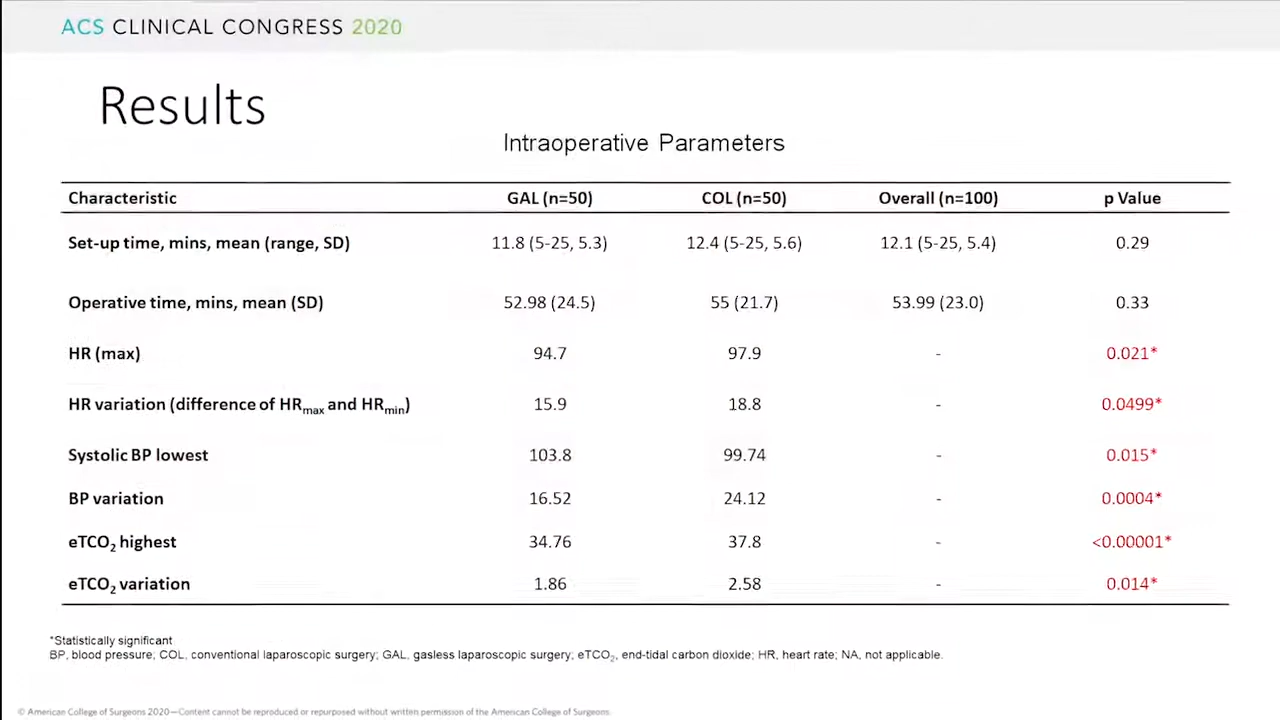 ACS CLINICAL CONGRESS 2020
Results
Intraoperative Parameters
Characteristic GAL (n=50) COL (n=50) Overall (n=100) p Value
Set-up time, mins, mean (range, SD) 11.8 (5-25, 5.3) 12.4 (5-25, 5.6) 12.1 (5-25, 5.4) 0.29
Operative time, mins, mean (SD) 52.98 (24.5) 55 (21.7) 53.99 (23.0) 0.33
HR (max) 94.7 97.9 - 0.021*
HR variation (difference of HRmax and HRmin) 15.9 18.8 - 0.0499*
Systolic BP lowest 103.8 99.74 - 0.015*
BP variation 16.52 24.12 - 0.0004*
eTCO2 highest 34.76 37.8 - <0.00001*
eTCO2 variation 1.86 2.58 - 0.014*
*Statistically significant
BP, blood pressure; COL, conventional laparoscopic surgery; GAL, gasless laparoscopic surgery; eTCO2, end-tidal carbon dioxide; HR, heart rate; NA, not applicable.
© American College of Surgeons 2020—Content cannot be reproduced or repurposed without written permission of the American College of Surgeons.